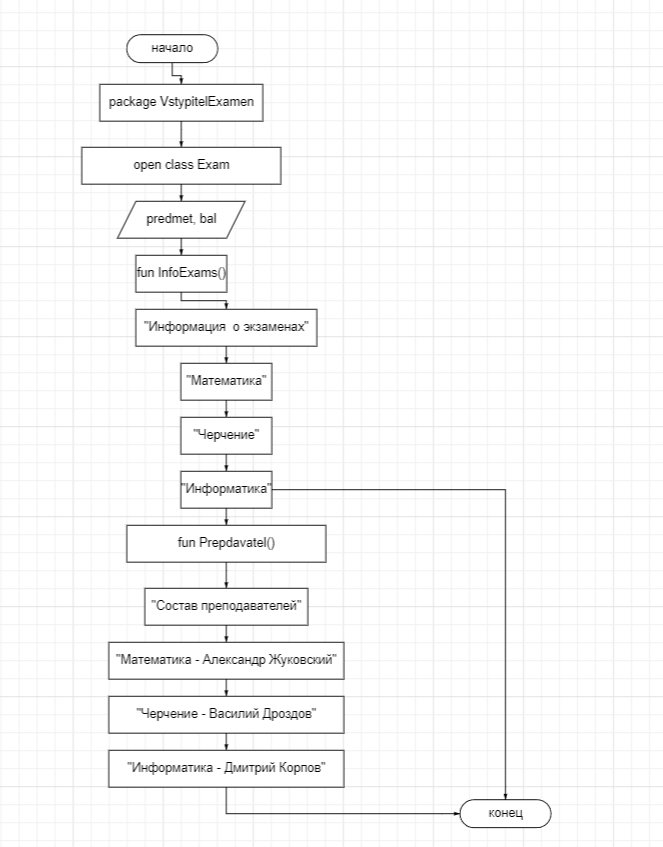 начало
package VstypitelExamen
open class Exam
predmet, bal
fun InfoExams()
"Информация о экзаменах"
"Математика"
"Черчение"
"Информатика"
fun Prepdavatel()
"Состав преподавателей"
"Математика - Александр Жуковский"
"Черчение - Василий Дроздов"
"Информатика - Дмитрий Корпов"
конец